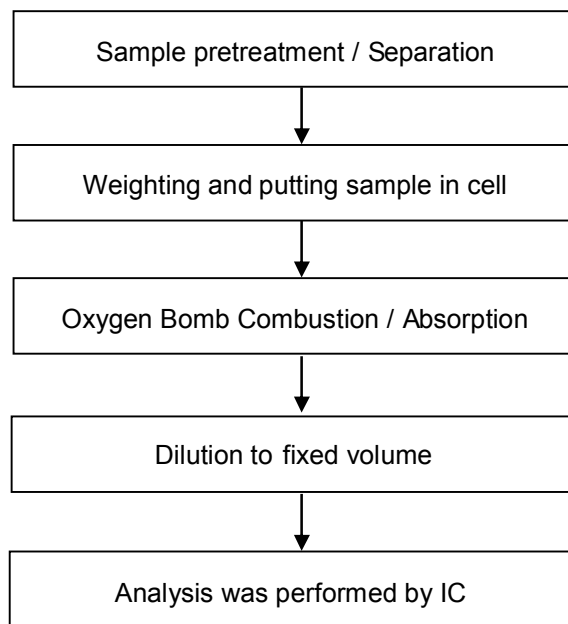 Sample pretreatment / Separation
Weighting and putting sample in cell
Oxygen Bomb Combustion / Absorption
Dilution to fixed volume
Analysis was performed by IC